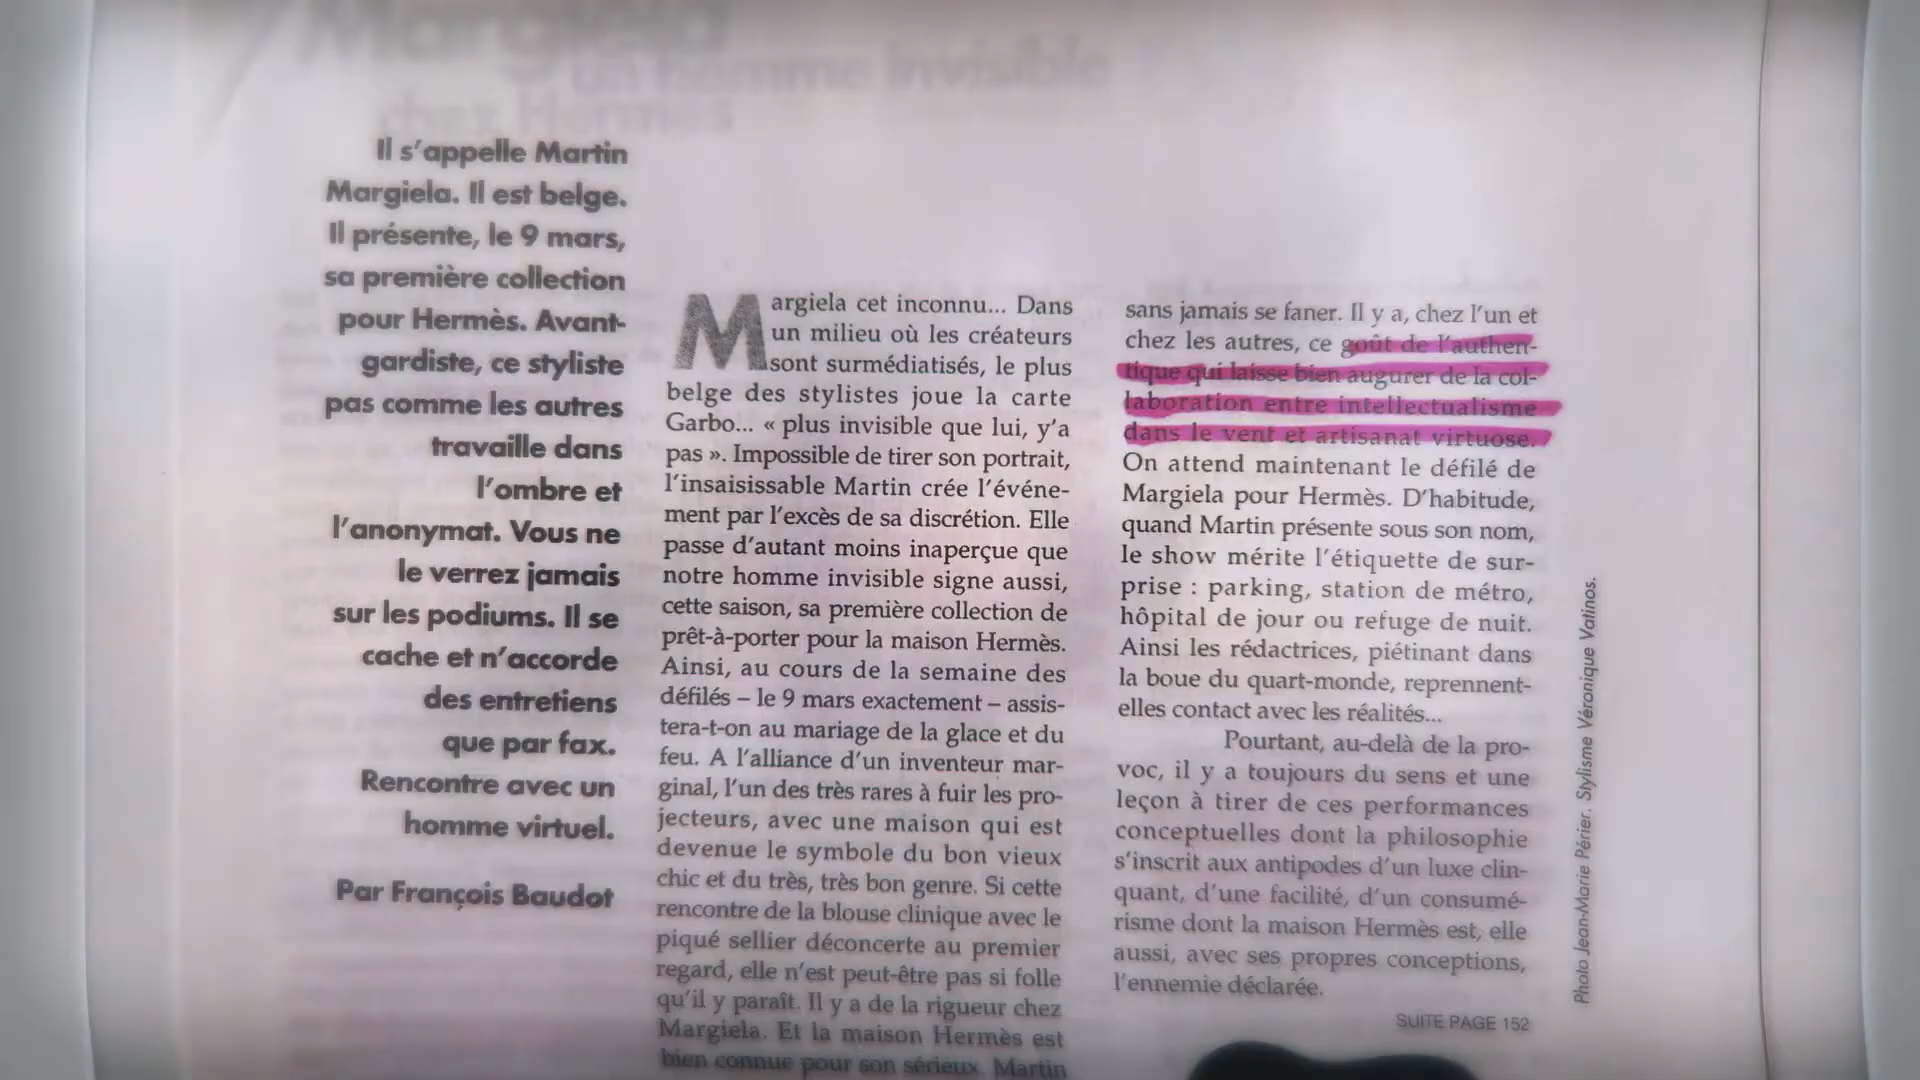 Margiela
un homme invisible
chez Hermès
Il s'appelle Martin
Margiela. Il est belge.
Il présente, le 9 mars,
sa première collection
pour Hermès. Avant-
gardiste, ce styliste
pas comme les autres
travaille dans
l'ombre et
l'anonymat. Vous ne
le verrez jamais
sur les podiums. Il se
cache et n'accorde
des entretiens
que par fax.
Rencontre avec un
homme virtuel.
Par François Baudot
Margiela cet inconnu... Dans
un milieu où les créateurs
sont surmédiatisés, le plus
belge des stylistes joue la carte
Garbo... « plus invisible que lui, y'a
pas ». Impossible de tirer son portrait,
l'insaisissable Martin crée l'événe-
ment par l'excès de sa discrétion. Elle
passe d'autant moins inaperçue que
notre homme invisible signe aussi,
cette saison, sa première collection de
prêt-à-porter pour la maison Hermès.
Ainsi, au cours de la semaine des
défilés – le 9 mars exactement – assis-
tera-t-on au mariage de la glace et du
feu. A l'alliance d'un inventeur mar-
ginal, l'un des très rares à fuir les pro-
jecteurs, avec une maison qui est
devenue le symbole du bon vieux
chic et du très, très bon genre. Si cette
rencontre de la blouse clinique avec le
piqué sellier déconcerte au premier
regard, elle n'est peut-être pas si folle
qu'il y paraît. Il y a de la rigueur chez
Margiela. Et la maison Hermès est
bien connue pour son sérieux. Martin
sans jamais se faner. Il y a, chez l'un et
chez les autres, ce goût de l'authen-
tique qui laisse bien augurer de la col-
laboration entre intellectualisme
dans le vent et artisanat virtuose.
On attend maintenant le défilé de
Margiela pour Hermès. D'habitude,
quand Martin présente sous son nom,
le show mérite l'étiquette de sur-
prise : parking, station de métro,
hôpital de jour ou refuge de nuit.
Ainsi les rédactrices, piétinant dans
la boue du quart-monde, reprennent-
elles contact avec les réalités...
Pourtant, au-delà de la pro-
voc, il y a toujours du sens et une
leçon à tirer de ces performances
conceptuelles dont la philosophie
s'inscrit aux antipodes d'un luxe clin-
quant, d'une facilité, d'un consumé-
risme dont la maison Hermès est, elle
aussi, avec ses propres conceptions,
l'ennemie déclarée.
SUITE PAGE 152
Photo Jean-Marie Périer. Stylisme Véronique Vatinos.